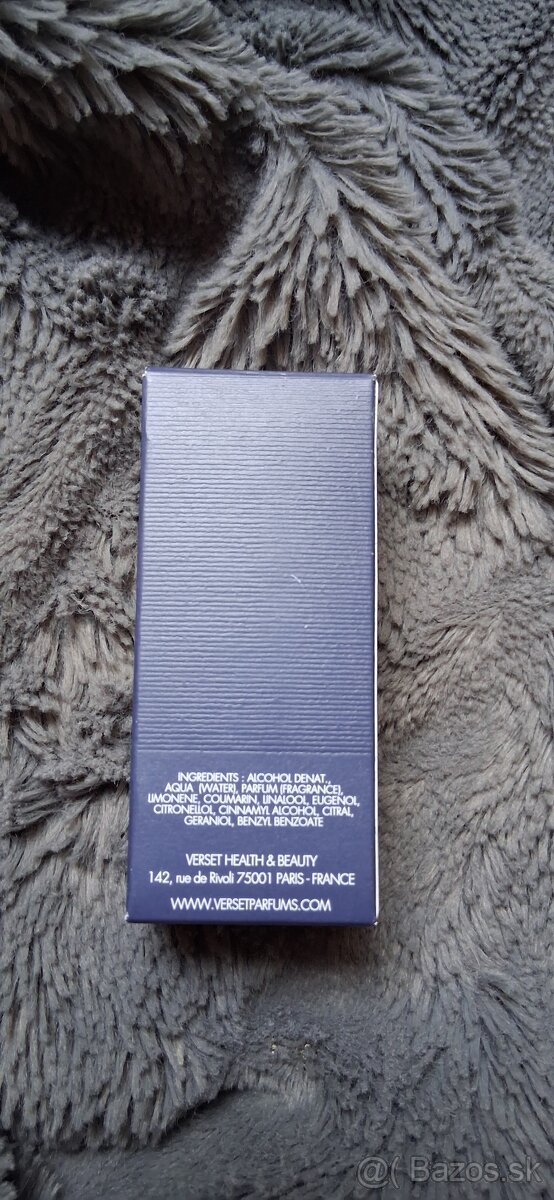 INGREDIENTS : ALCOHOL DENAT.,
AQUA (WATER), PARFUM (FRAGRANCE),
LIMONENE, COUMARIN, LINALOOL, EUGENOL,
CITRONELLOL, CINNAMYL ALCOHOL, CITRAL,
GERANIOL, BENZYL BENZOATE
VERSET HEALTH & BEAUTY
142, rue de Rivoli 75001 PARIS - FRANCE
WWW.VERSETPARFUMS.COM
@( Bazos.sk